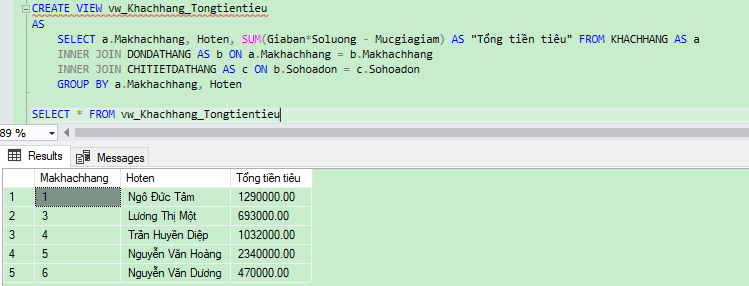 CREATE VIEW vw_Khachhang_Tongtientieu
AS
SELECT a.Makhachhang, Hoten, SUM(Giaban*Soluong - Mucgiagiam) AS "Tổng tiền tiêu" FROM KHACHHANG AS a
INNER JOIN DONDATHANG AS b ON a.Makhachhang = b.Makhachhang
INNER JOIN CHITIETDATHANG AS c ON b.Sohoadon = c.Sohoadon
GROUP BY a.Makhachhang, Hoten
SELECT * FROM vw_Khachhang_Tongtientieu
89 %
Results Messages
Makhachhang Hoten Tổng tiền tiêu
1 1 Ngô Đức Tâm 1290000.00
2 3 Lương Thị Một 693000.00
3 4 Trần Huyền Diệp 1032000.00
4 5 Nguyễn Văn Hoàng 2340000.00
5 6 Nguyễn Văn Dương 470000.00